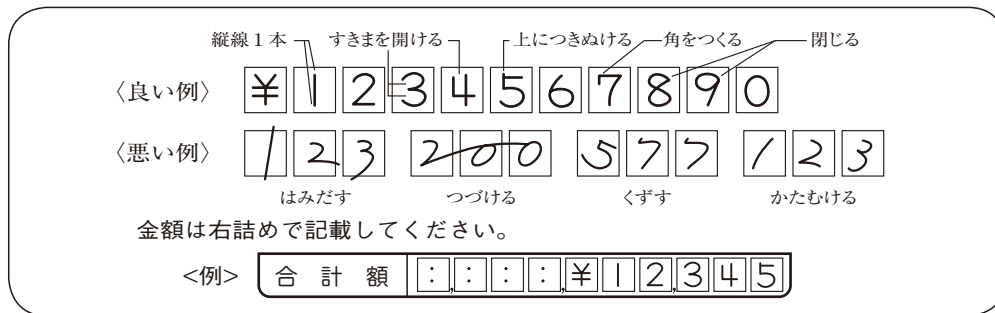 縦線1本 すきまを開ける 上につきぬける 角をつくる 閉じる
〈良い例〉 ¥ 1 2 3 4 5 6 7 8 9 0
〈悪い例〉 1 2 3 2 0 0 5 7 7 1 2 3
はみだす つづける くずす かたむける
金額は右詰めで記載してください。
<例> 合計額 : , : : : , ¥ 1 2 , 3 4 5